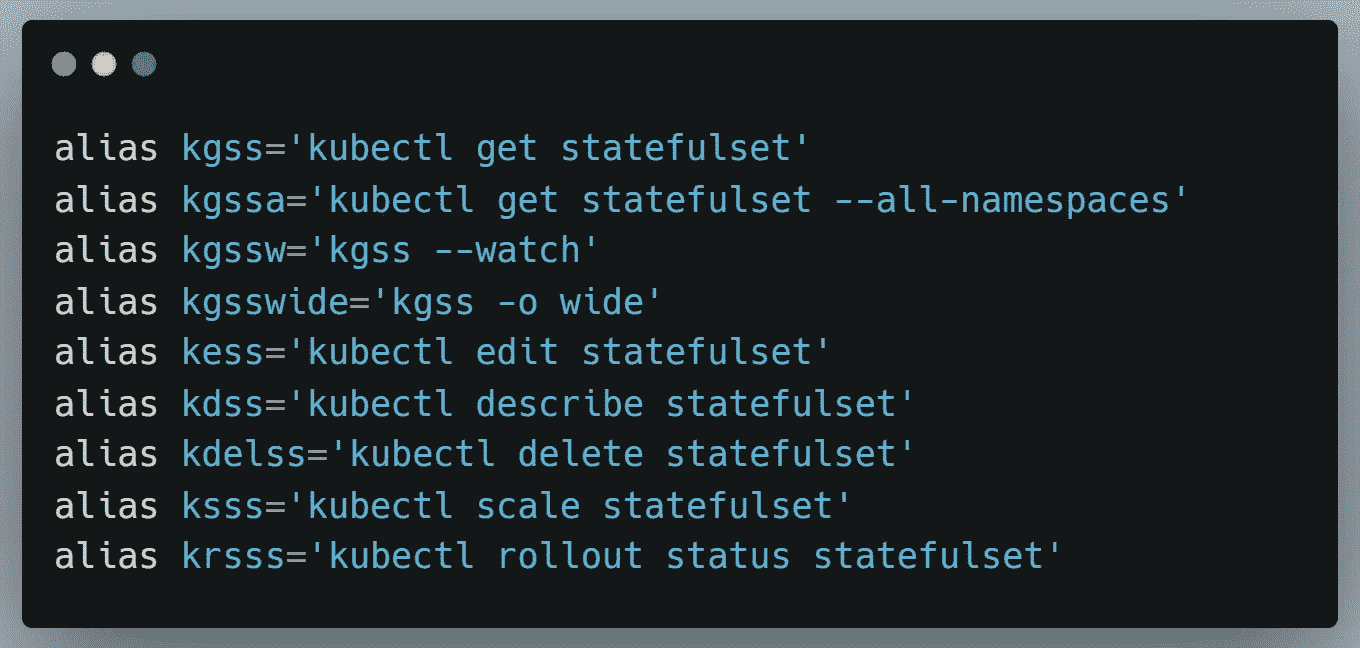 alias kgss='kubectl get statefulset'
alias kgssa='kubectl get statefulset --all-namespaces'
alias kgssw='kgss --watch'
alias kgsswide='kgss -o wide'
alias kess='kubectl edit statefulset'
alias kdss='kubectl describe statefulset'
alias kdelss='kubectl delete statefulset'
alias ksss='kubectl scale statefulset'
alias krsss='kubectl rollout status statefulset'